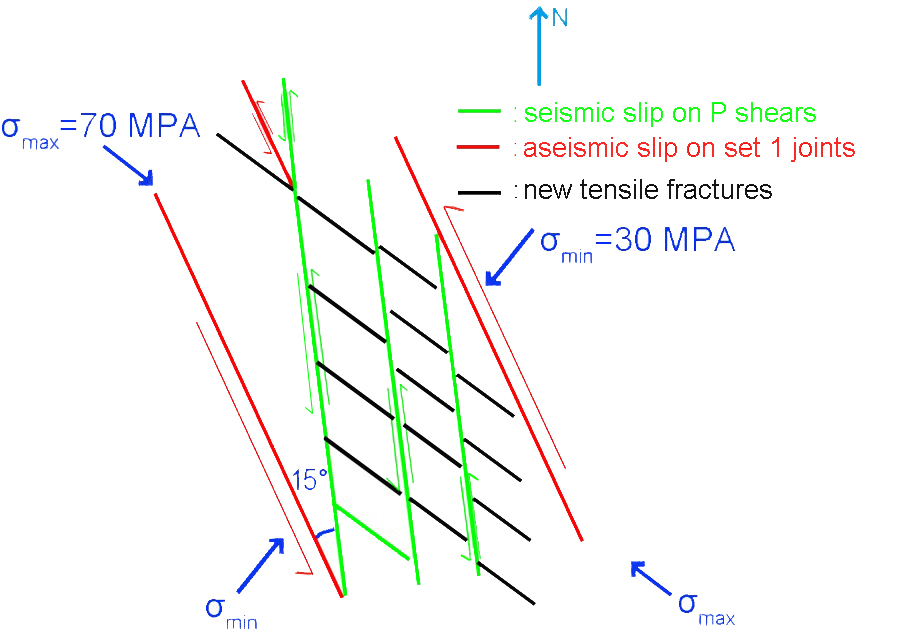 N
: seismic slip on P shears
σmax=70 MPA
: aseismic slip on set 1 joints
: new tensile fractures
σmin=30 MPA
15°
σmin
σmax